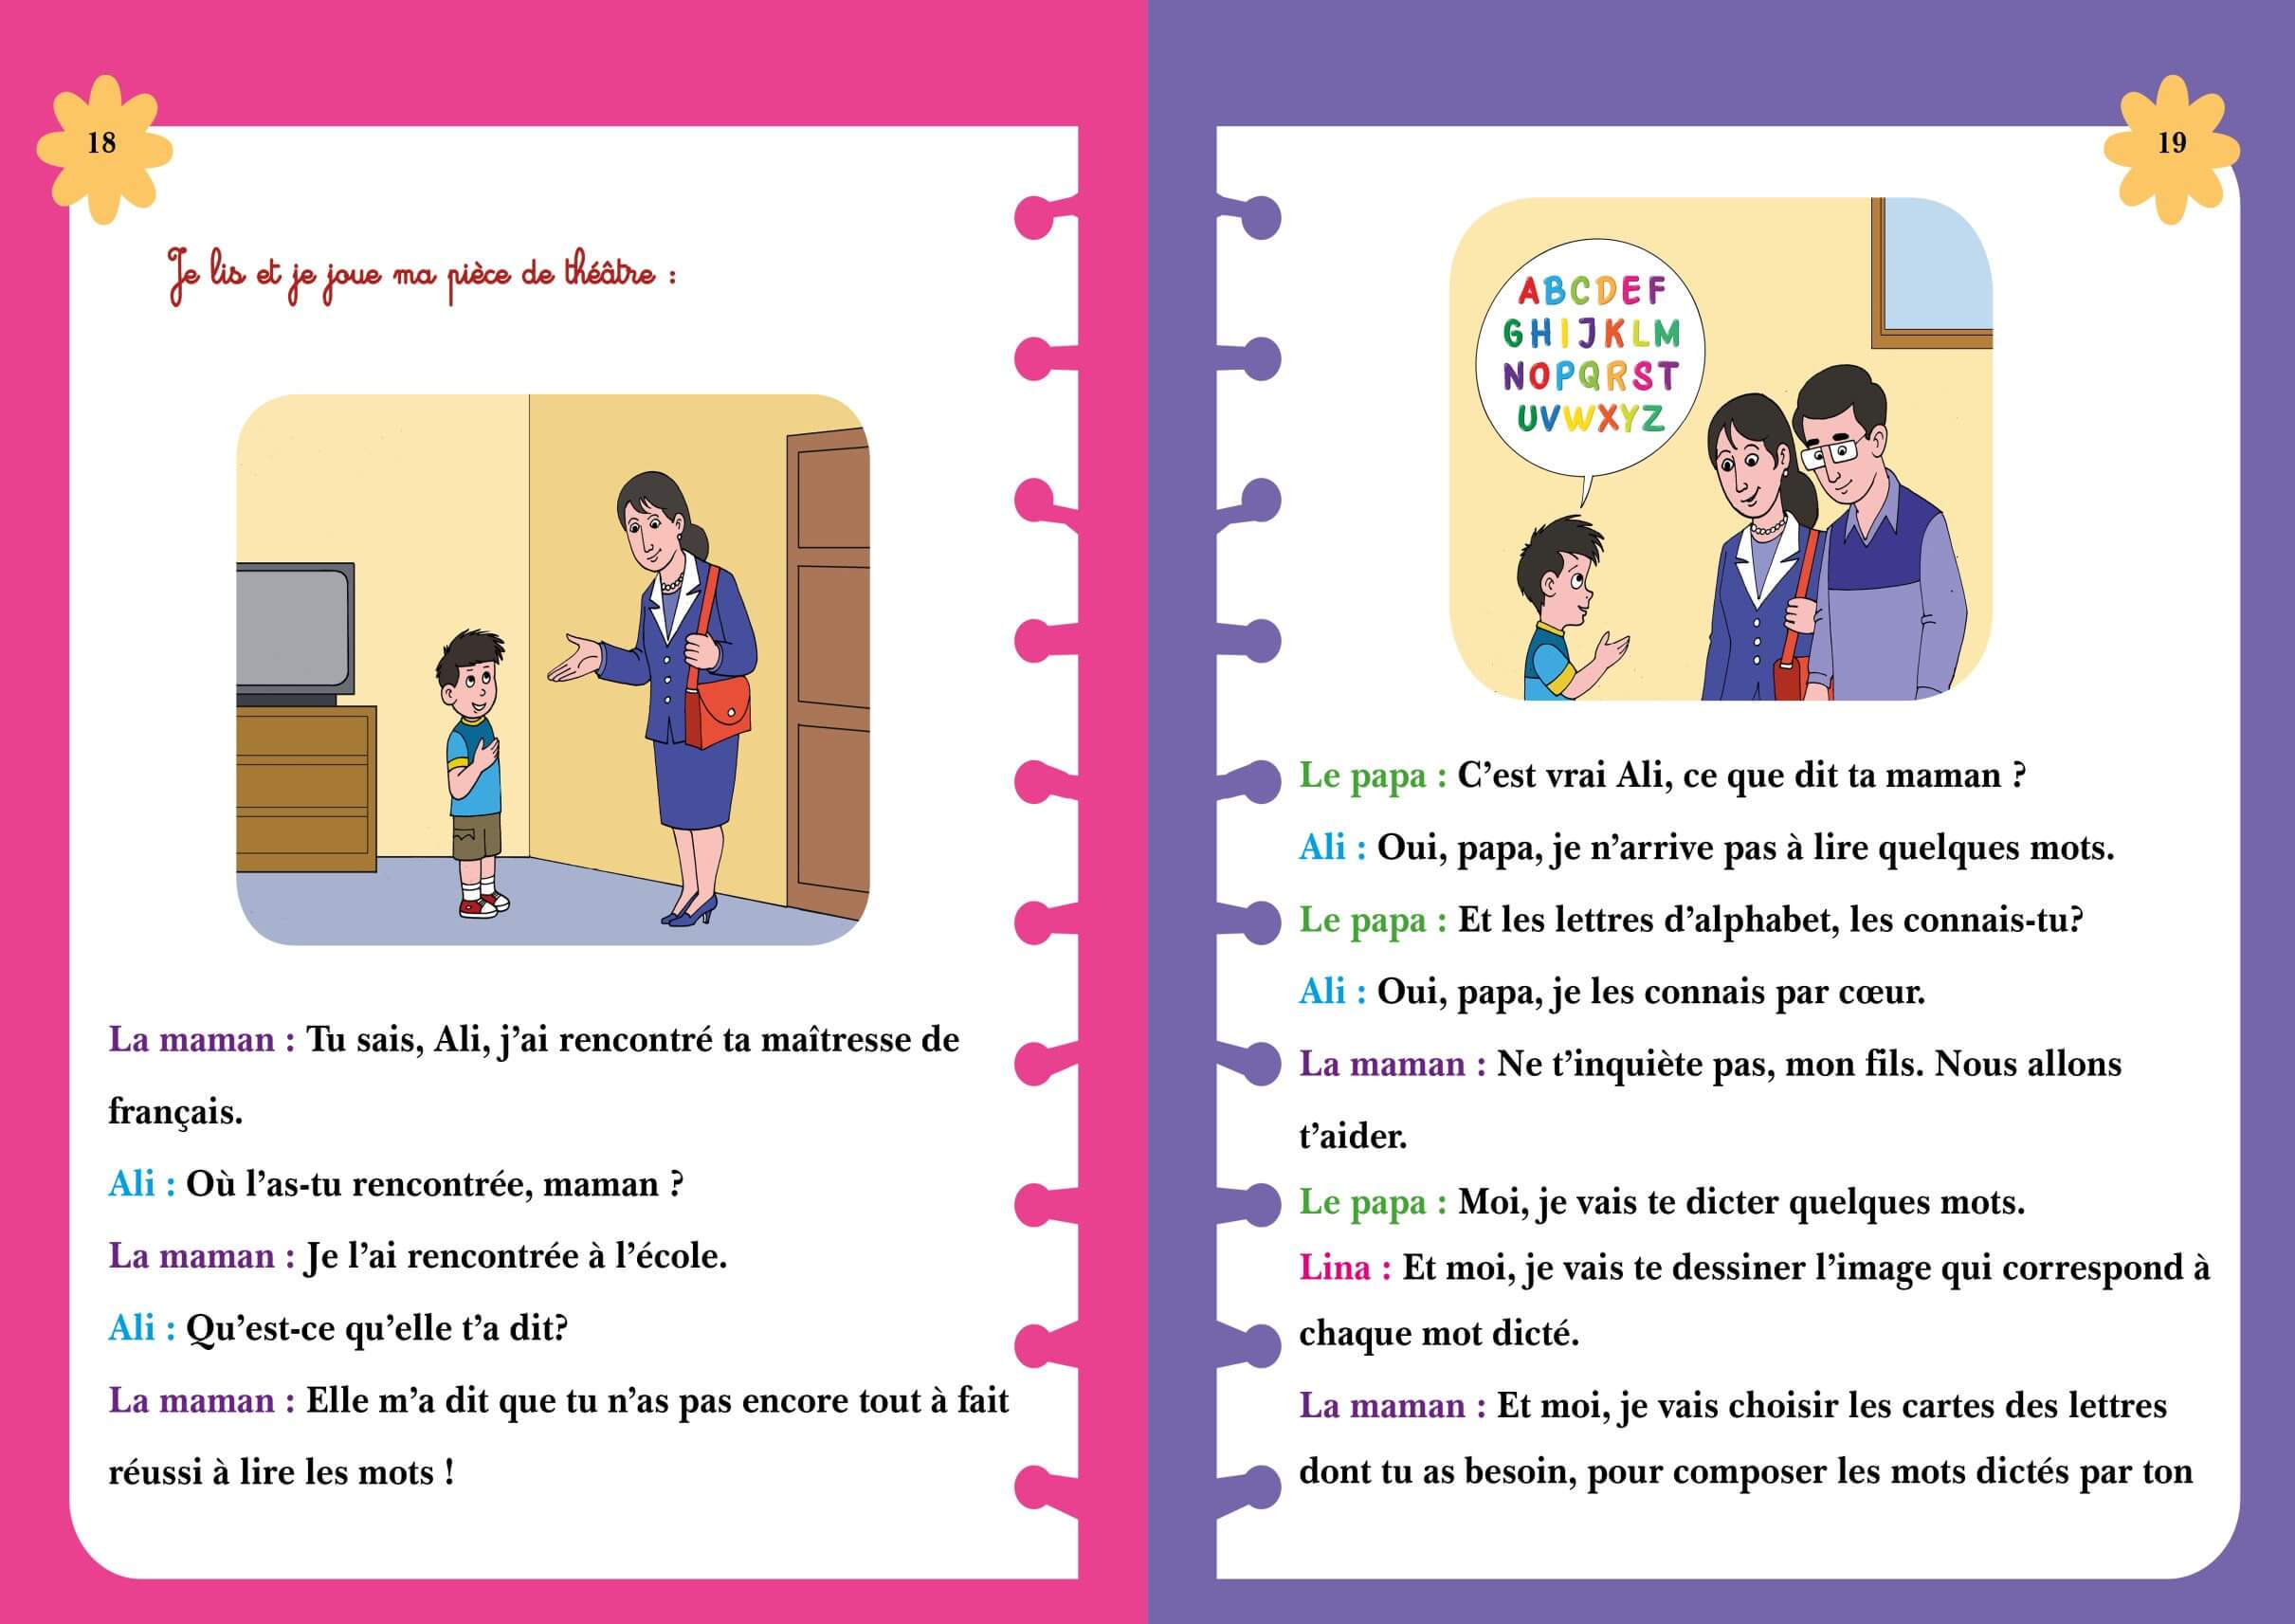 18
Je lis et je joue ma pièce de théâtre :
La maman : Tu sais, Ali, j’ai rencontré ta maîtresse de
français.
Ali : Où l’as-tu rencontrée, maman ?
La maman : Je l’ai rencontrée à l’école.
Ali : Qu’est-ce qu’elle t’a dit?
La maman : Elle m’a dit que tu n’as pas encore tout à fait
réussi à lire les mots !
19
ABCDEF
GHIJKLM
NOPQRST
UVWXYZ
Le papa : C’est vrai Ali, ce que dit ta maman ?
Ali : Oui, papa, je n’arrive pas à lire quelques mots.
Le papa : Et les lettres d’alphabet, les connais-tu?
Ali : Oui, papa, je les connais par cœur.
La maman : Ne t’inquiète pas, mon fils. Nous allons
t’aider.
Le papa : Moi, je vais te dicter quelques mots.
Lina : Et moi, je vais te dessiner l’image qui correspond à
chaque mot dicté.
La maman : Et moi, je vais choisir les cartes des lettres
dont tu as besoin, pour composer les mots dictés par ton